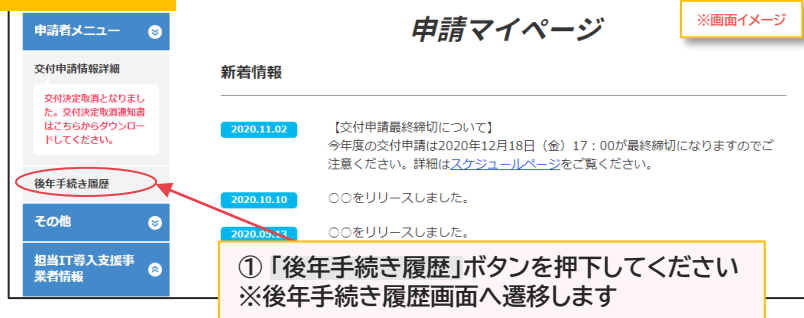 ※画面イメージ
申請者メニュー
申請マイページ
交付申請情報詳細
交付決定取消となりまし
た。交付決定取消通知書
はこちらからダウンロー
ドしてください。
後年手続き履歴
その他
担当IT導入支援事
業者情報
新着情報
2020.11.02
【交付申請最終締切について】
今年度の交付申請は2020年12月18日（金）17：00が最終締切になりますのでご
注意ください。詳細はスケジュールページをご覧ください。
2020.10.10
○○をリリースしました。
2020.05.13
○○をリリースしました。
① 「後年手続き履歴」ボタンを押下してください
※後年手続き履歴画面へ遷移します